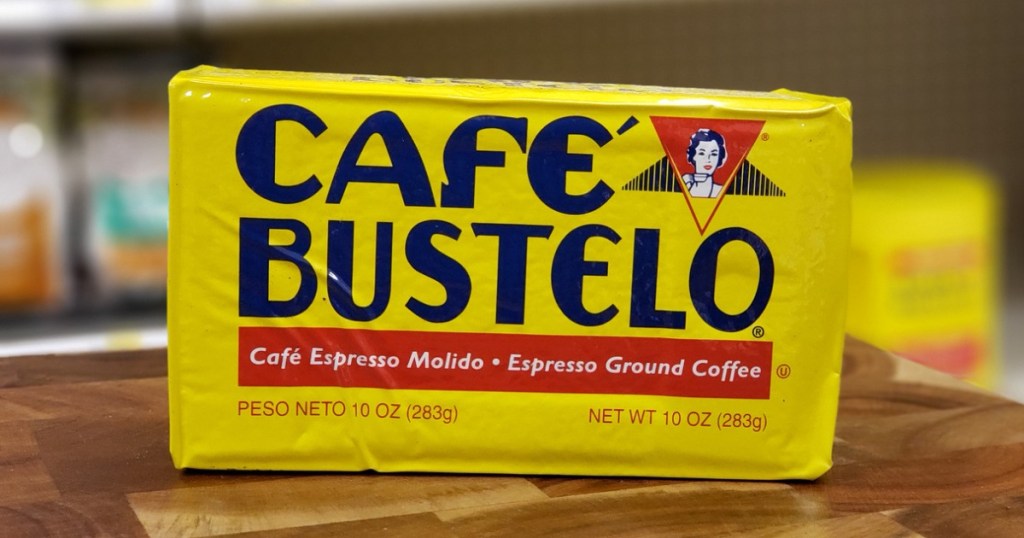 CAFÉ
BUSTELO
®
®
Café Espresso Molido • Espresso Ground Coffee
U
PESO NETO 10 OZ (283g)
NET WT 10 OZ (283g)